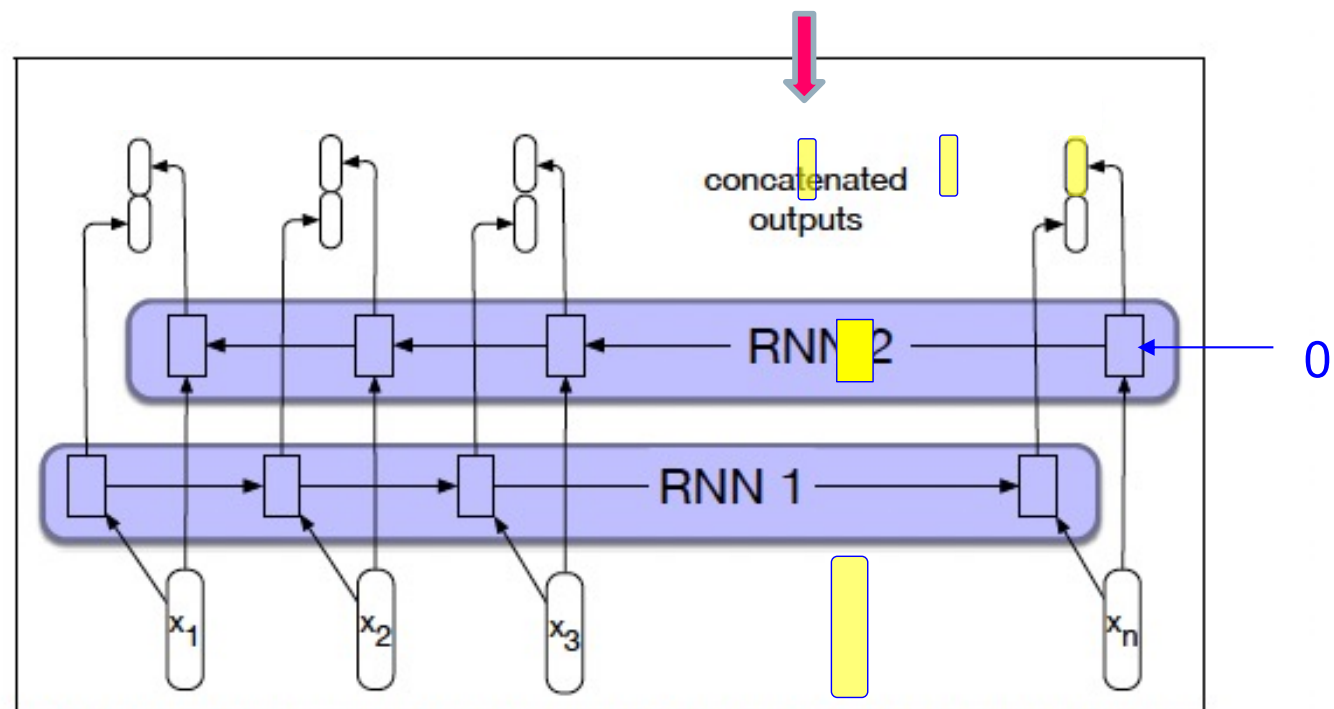 concatenated
outputs
RNN 2
0
RNN 1
x1
x2
x3
xn